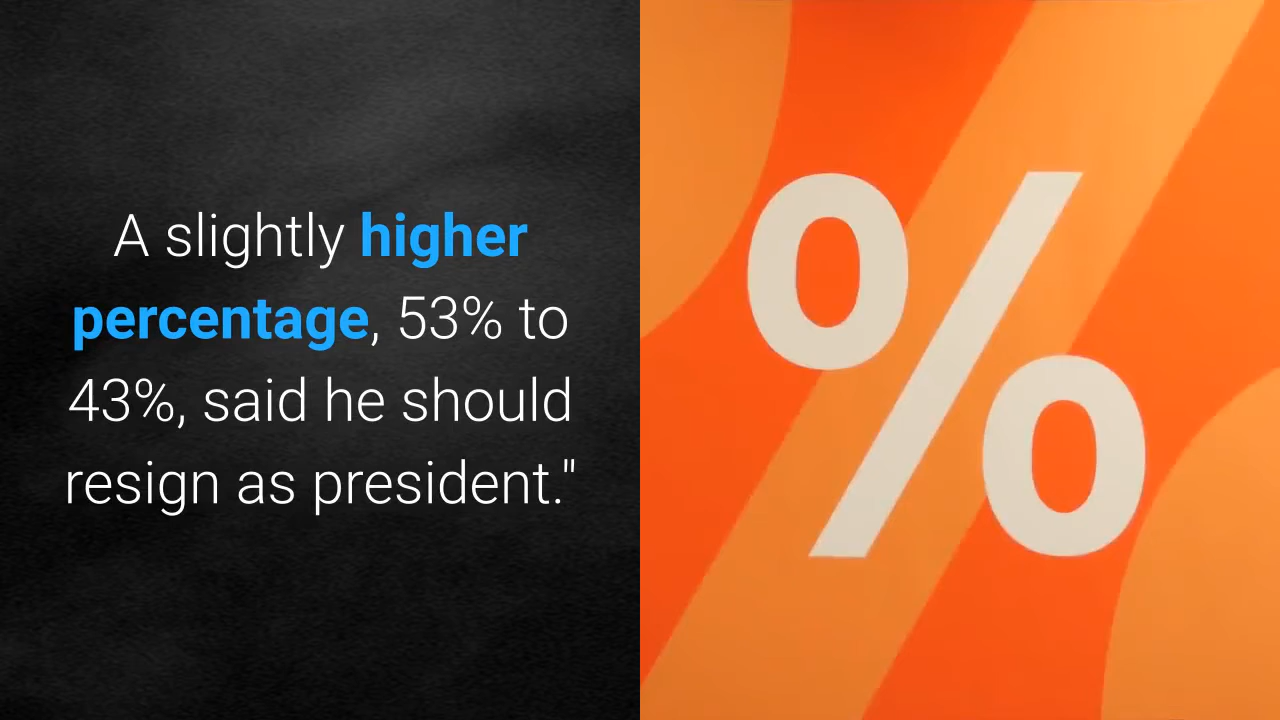 A slightly higher
percentage, 53% to
43%, said he should
resign as president."
%